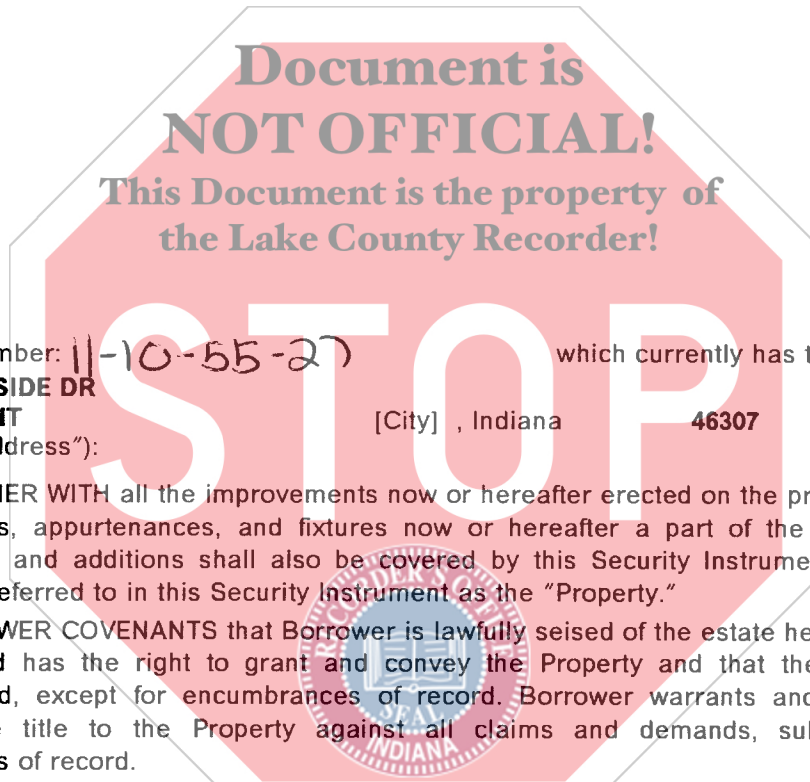 Document is
NOT OFFICIAL!
This Document is the property of
the Lake County Recorder!
STOP
mber: 11-10-55-27 which currently has t
SIDE DR
IT [City] , Indiana 46307
ddress"):
ER WITH all the improvements now or hereafter erected on the pr
s, appurtenances, and fixtures now or hereafter a part of the
and additions shall also be covered by this Security Instrume
eferred to in this Security Instrument as the "Property."
WER COVENANTS that Borrower is lawfully seised of the estate he
d has the right to grant and convey the Property and that the
d, except for encumbrances of record. Borrower warrants and
title to the Property against all claims and demands, su
s of record.
RECORDER'S OFFICE
SEAL
INDIANA